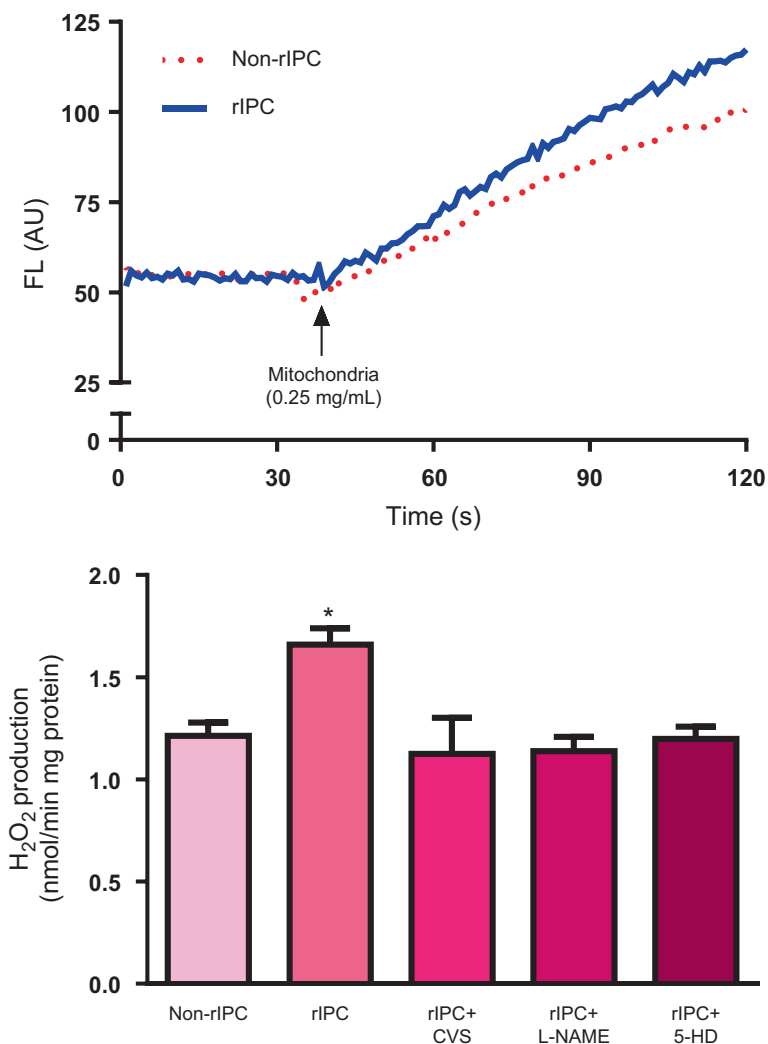 125
100
75
50
25
0
FL (AU)
Non-rIPC
rIPC
Mitochondria
(0.25 mg/mL)
0
30
60
90
120
Time (s)
2.0
1.5
1.0
0.5
0.0
H₂O₂ production
(nmol/min mg protein)
*
Non-rIPC
rIPC
rIPC+
CVS
rIPC+
L-NAME
rIPC+
5-HD